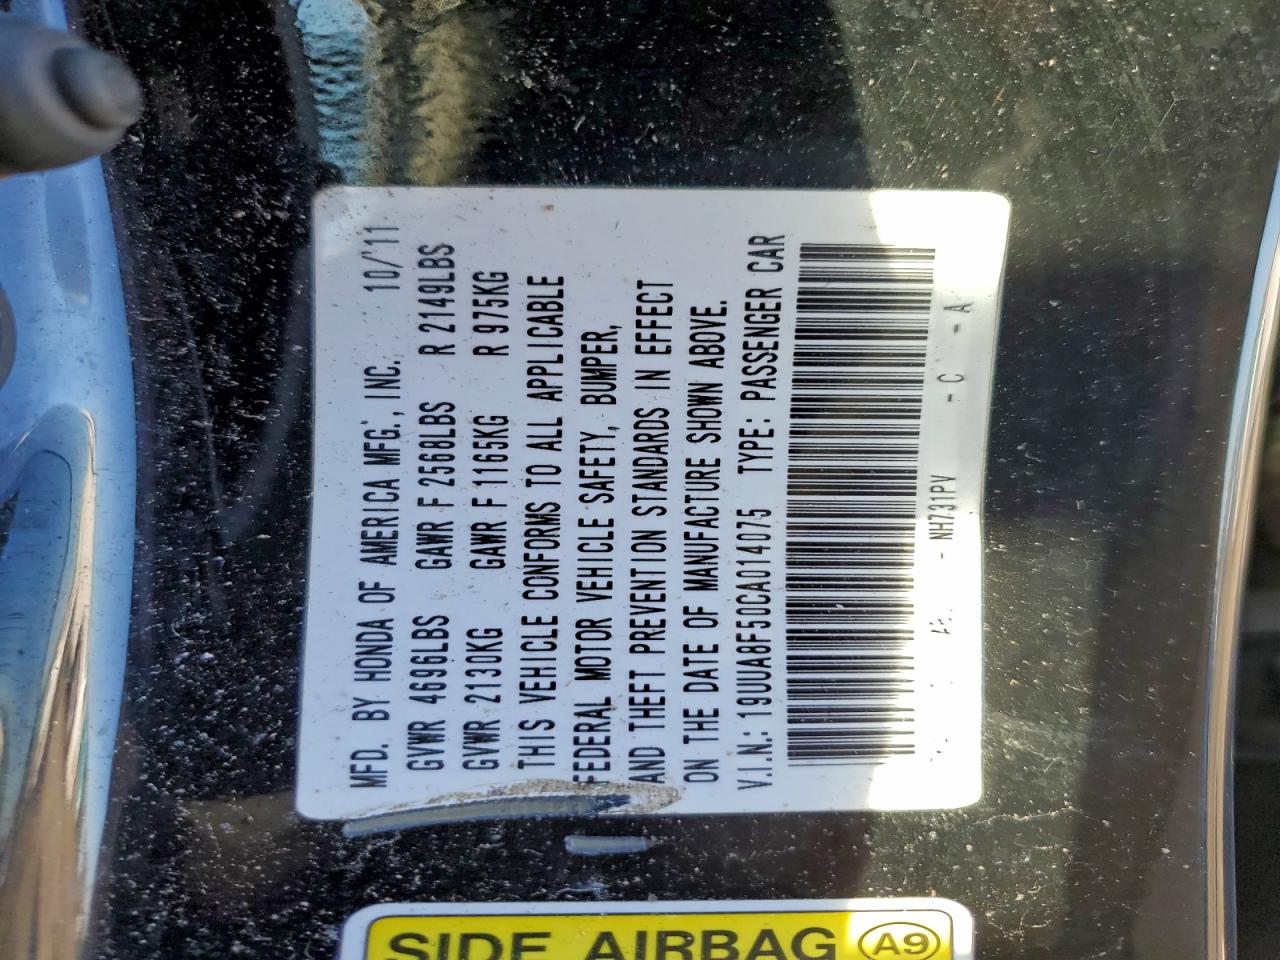 MFD. BY HONDA OF AMERICA MFG., INC. 10/'11
GVWR 4696LBS GAWR F 2568LBS R 2149LBS
GVWR 2130KG GAWR F 1165KG R 975KG
THIS VEHICLE CONFORMS TO ALL APPLICABLE
FEDERAL MOTOR VEHICLE SAFETY, BUMPER,
AND THEFT PREVENTION STANDARDS IN EFFECT
ON THE DATE OF MANUFACTURE SHOWN ABOVE.
V.I.N.: 19UUA8F50CA014075 TYPE: PASSENGER CAR
- NH731PV - C - A
SIDE AIRBAG A9